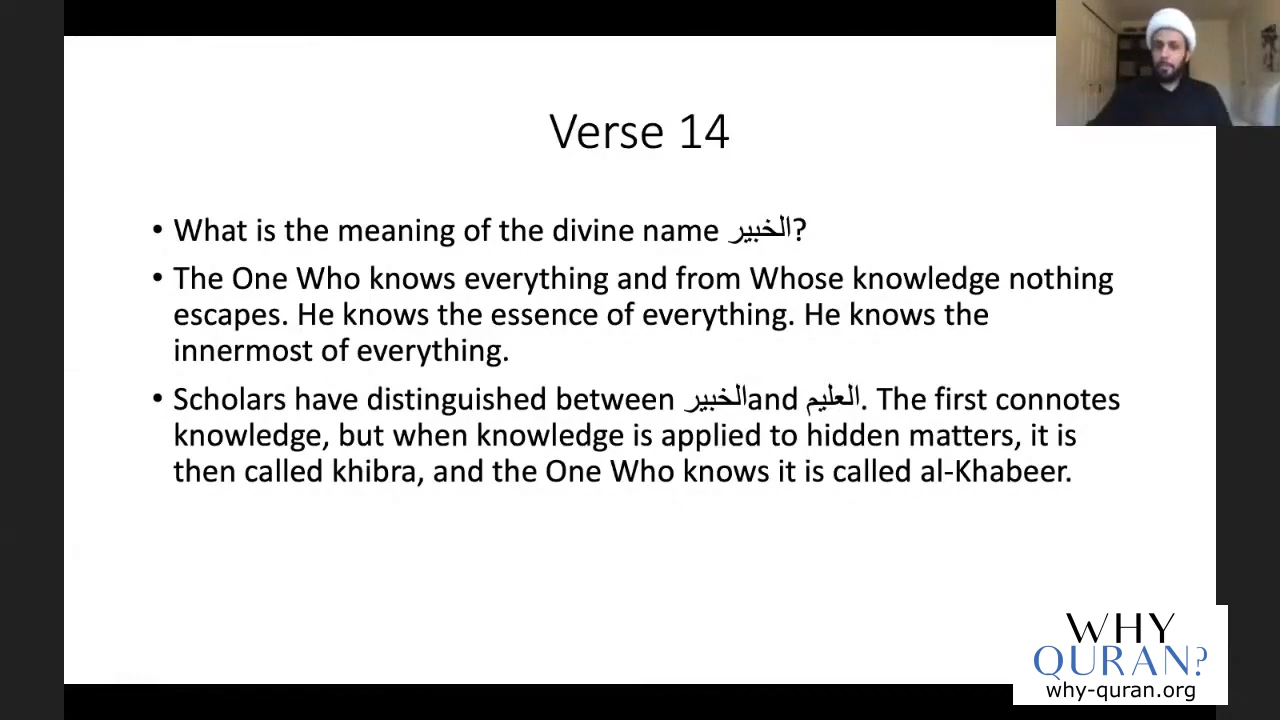 Verse 14
• What is the meaning of the divine name الخبير?
• The One Who knows everything and from Whose knowledge nothing
escapes. He knows the essence of everything. He knows the
innermost of everything.
• Scholars have distinguished between الخبيرand العليم. The first connotes
knowledge, but when knowledge is applied to hidden matters, it is
then called khibra, and the One Who knows it is called al-Khabeer.
WHY
QURAN?
why-quran.org